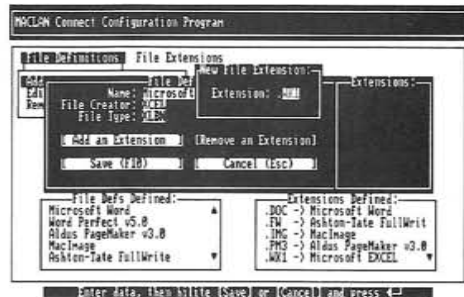 MACLAN Connect Configuration Program
File Definitions File Extensions
New File Extension:
Extension:
Add
Edi
Rem
File Def
Name: Microsoft
File Creator: XCEL
File Type: XLBN
Extensions:
[ Add an Extension ] [Remove an Extension]
[ Save (F10) ] [ Cancel (Esc) ]
File Defs Defined:
Microsoft Word
Word Perfect v5.0
Aldus PageMaker v3.0
MacImage
Ashton-Tate FullWrite
Extensions Defined:
.DOC -> Microsoft Word
.FW -> Ashton-Tate FullWrit
.IMG -> MacImage
.PM3 -> Aldus PageMaker v3.0
.WX1 -> Microsoft EXCEL
Enter data, then hilite [Save] or [Cancel] and press ◄┘